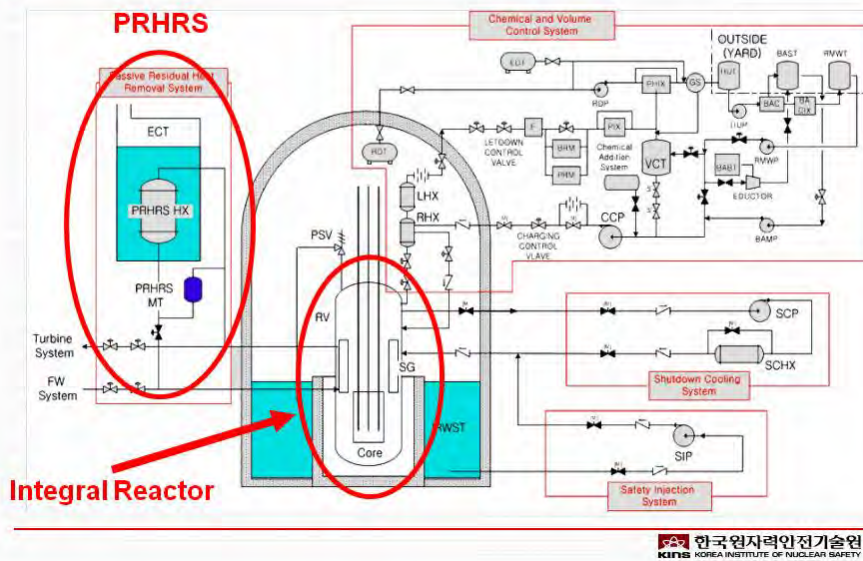 PRHRS
Chemical and Volume
Control System
OUTSIDE
(YARD)
BAST
RMWT
Passive Residual Heat
Removal System
EDT
HUT
PHIX
GS
RDP
BAC
BA
CIX
ECT
RDT
LETDOWN
CONTROL
VALVE
F
PIX
BRM
PRM
Chemical
Addition
System
VCT
RMWP
BABT
EDUCTOR
PRHRS HX
LHX
RHX
PSV
CHARGING
CONTROL
VLAVE
CCP
BAMP
PRHRS
MT
RV
SCP
Turbine
System
SG
SCHX
FW
System
Shutdown Cooling
System
RWST
SIP
Core
Integral Reactor
Safety Injection
System
KINS
한국원자력안전기술원
KOREA INSTITUTE OF NUCLEAR SAFETY